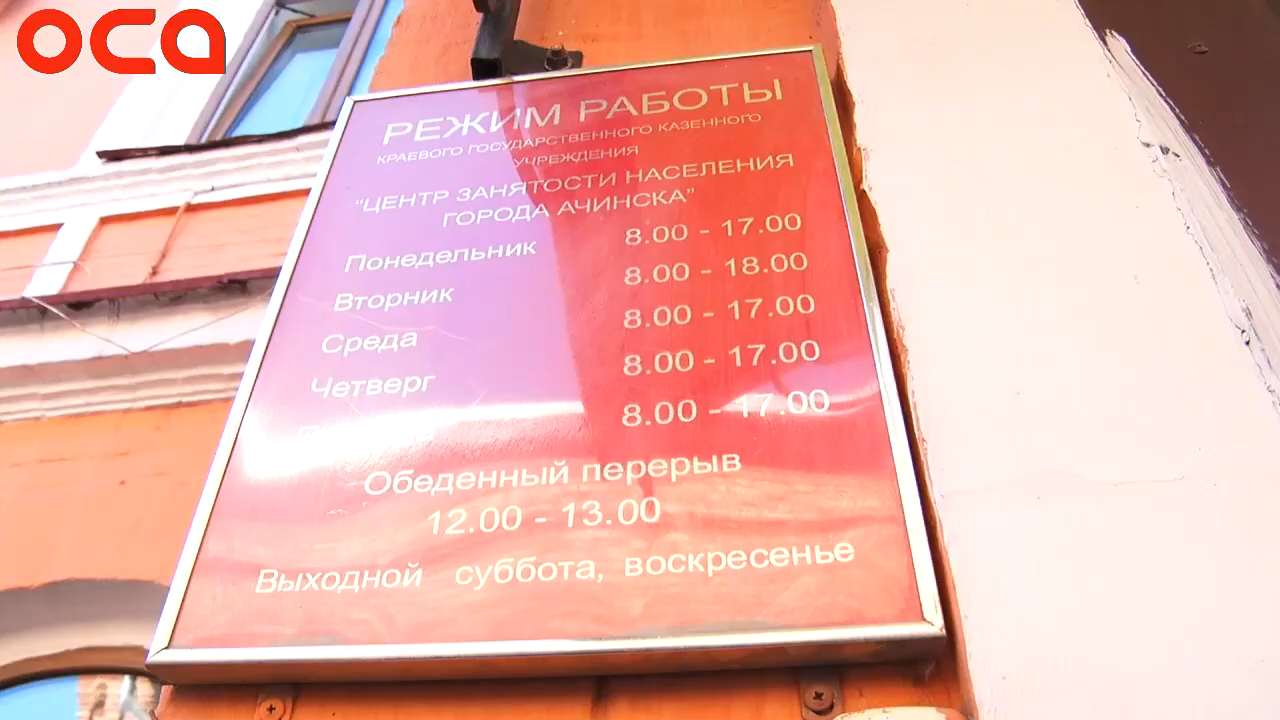 оса
РЕЖИМ РАБОТЫ
КРАЕВОГО ГОСУДАРСТВЕННОГО КАЗЕННОГО
УЧРЕЖДЕНИЯ
"ЦЕНТР ЗАНЯТОСТИ НАСЕЛЕНИЯ
ГОРОДА АЧИНСКА"
Понедельник 8.00 - 17.00
Вторник 8.00 - 18.00
Среда 8.00 - 17.00
Четверг 8.00 - 17.00
8.00 - 17.00
Обеденный перерыв
12.00 - 13.00
Выходной суббота, воскресенье